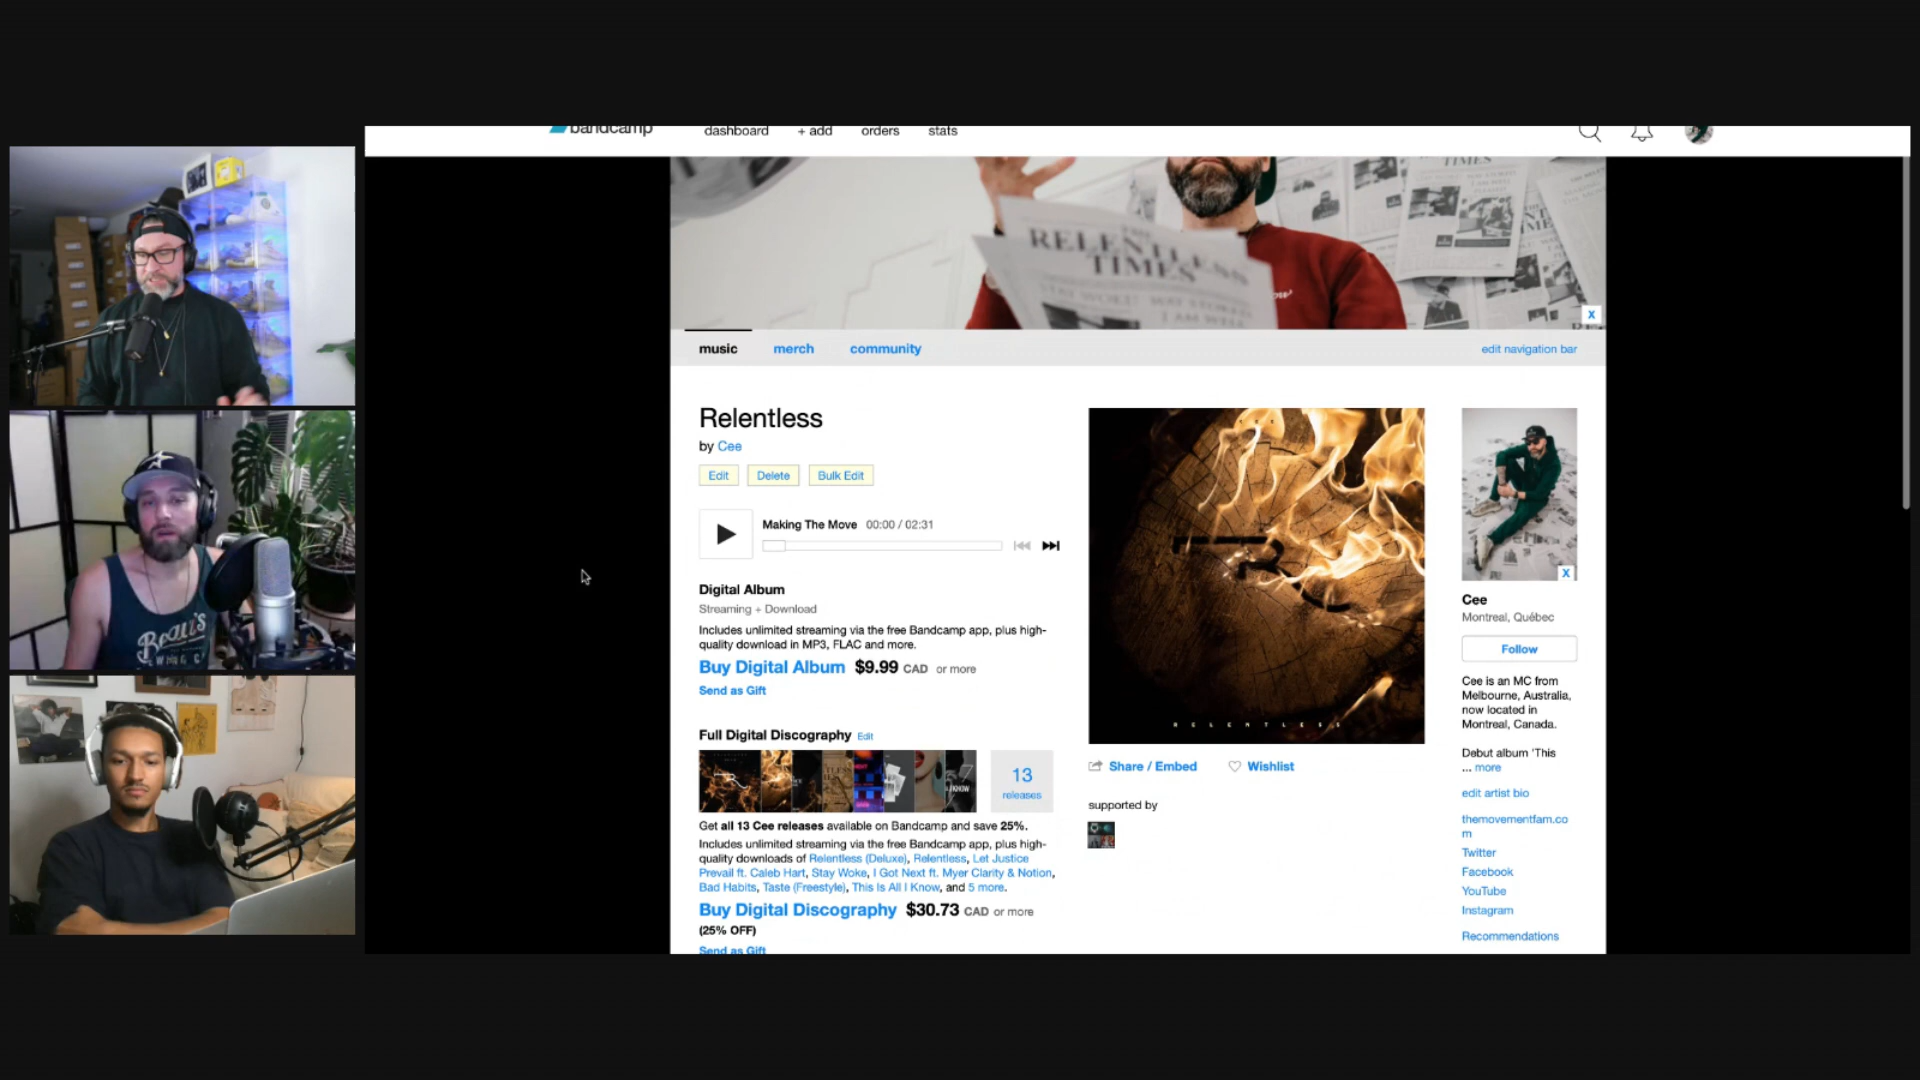 bandcamp
dashboard
+ add
orders
stats
THE
RELENTLESS
TIMES
TIMES
X
music
merch
community
edit navigation bar
Relentless
by Cee
Edit
Delete
Bulk Edit
Making The Move 00:00 / 02:31
Digital Album
Streaming + Download
Includes unlimited streaming via the free Bandcamp app, plus high-
quality download in MP3, FLAC and more.
Buy Digital Album $9.99 CAD or more
Send as Gift
Full Digital Discography Edit
13
releases
Get all 13 Cee releases available on Bandcamp and save 25%.
Includes unlimited streaming via the free Bandcamp app, plus high-
quality downloads of Relentless (Deluxe), Relentless, Let Justice
Prevail ft. Caleb Hart, Stay Woke, I Got Next ft. Myer Clarity & Notion,
Bad Habits, Taste (Freestyle), This Is All I Know, and 5 more.
Buy Digital Discography $30.73 CAD or more
(25% OFF)
Send as Gift
RELENTLESS
Share / Embed
Wishlist
supported by
X
Cee
Montreal, Québec
Follow
Cee is an MC from
Melbourne, Australia,
now located in
Montreal, Canada.
Debut album 'This
... more
edit artist bio
themovementfam.co
m
Twitter
Facebook
YouTube
Instagram
Recommendations
Beau's